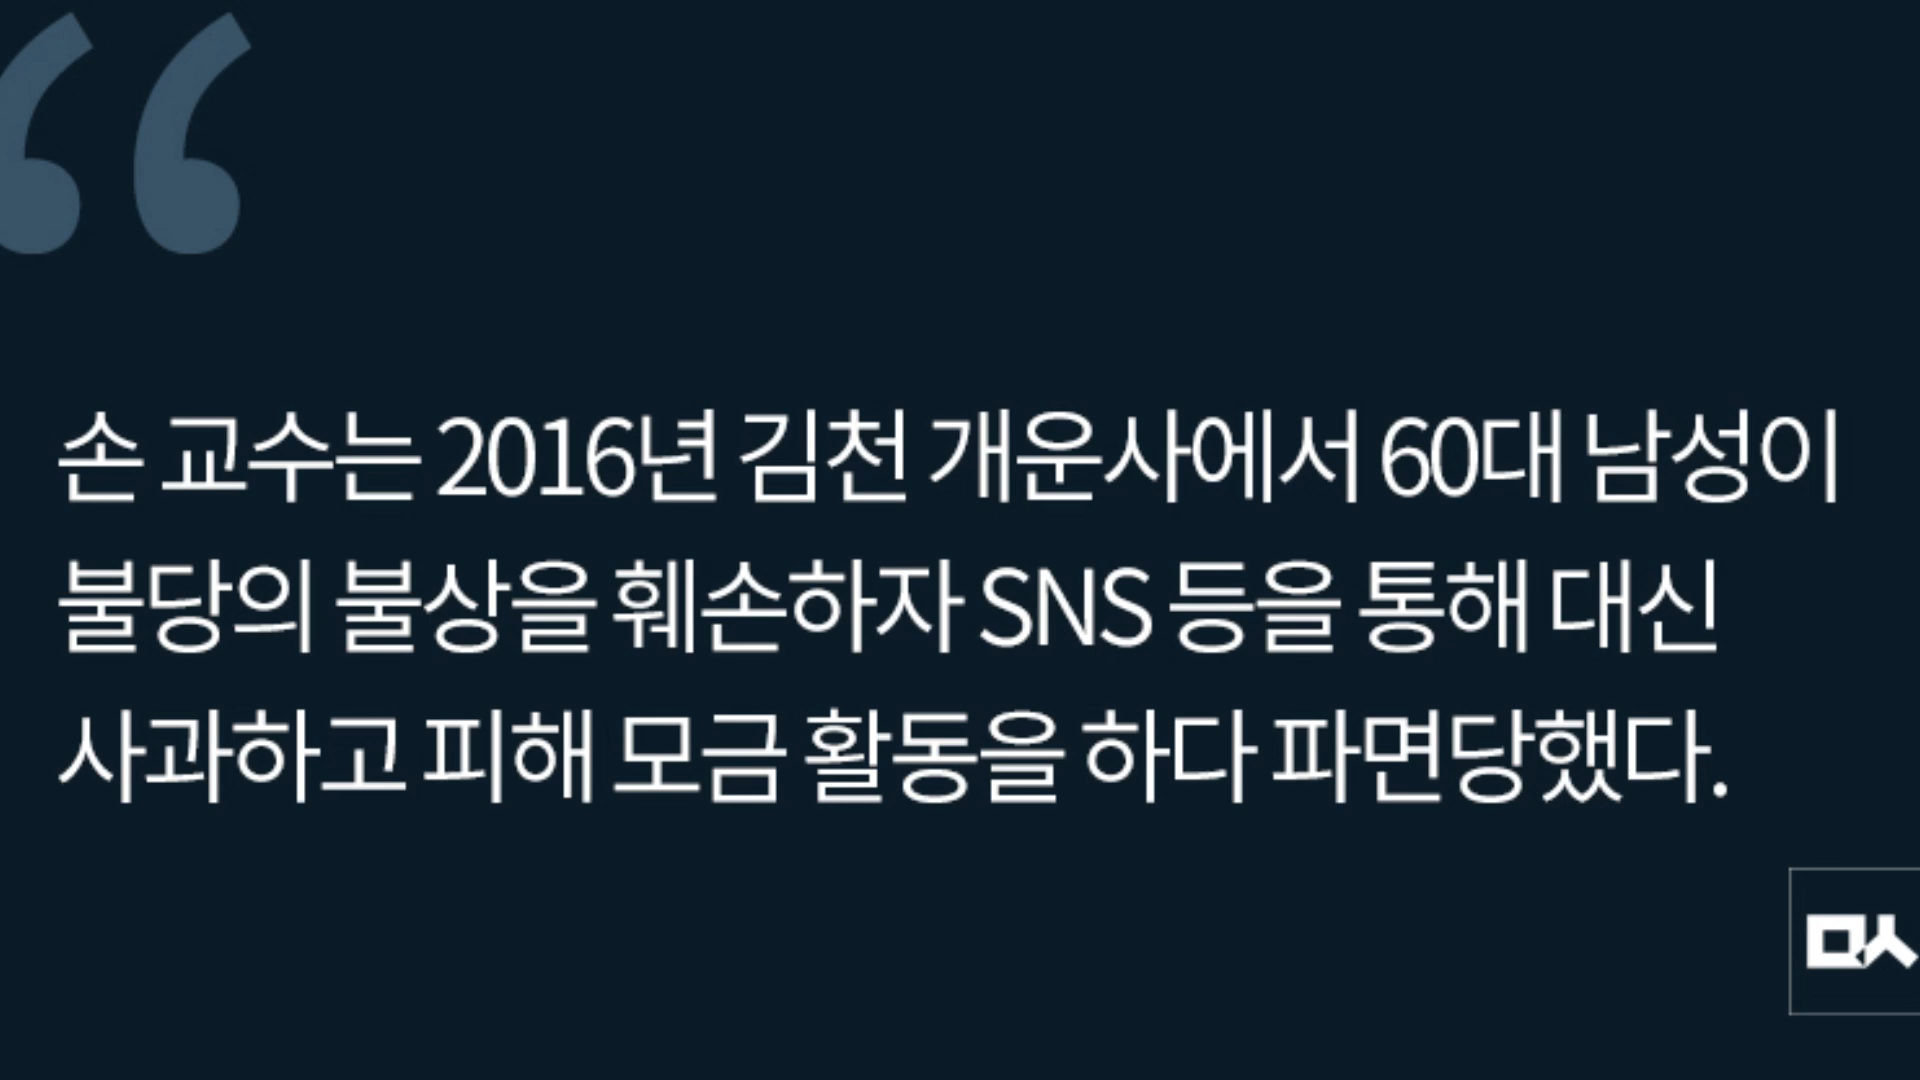 손 교수는 2016년 김천 개운사에서 60대 남성이
불당의 불상을 훼손하자 SNS 등을 통해 대신
사과하고 피해 모금 활동을 하다 파면당했다.